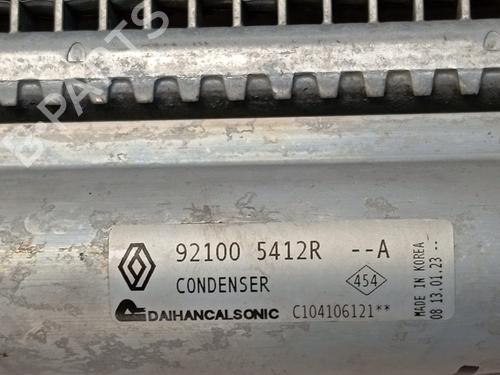 B-PARTS
92100 5412R --A
CONDENSER
454
DAIHANCALSONIC C104106121**
MADE IN KOREA
08 13.01.23 --